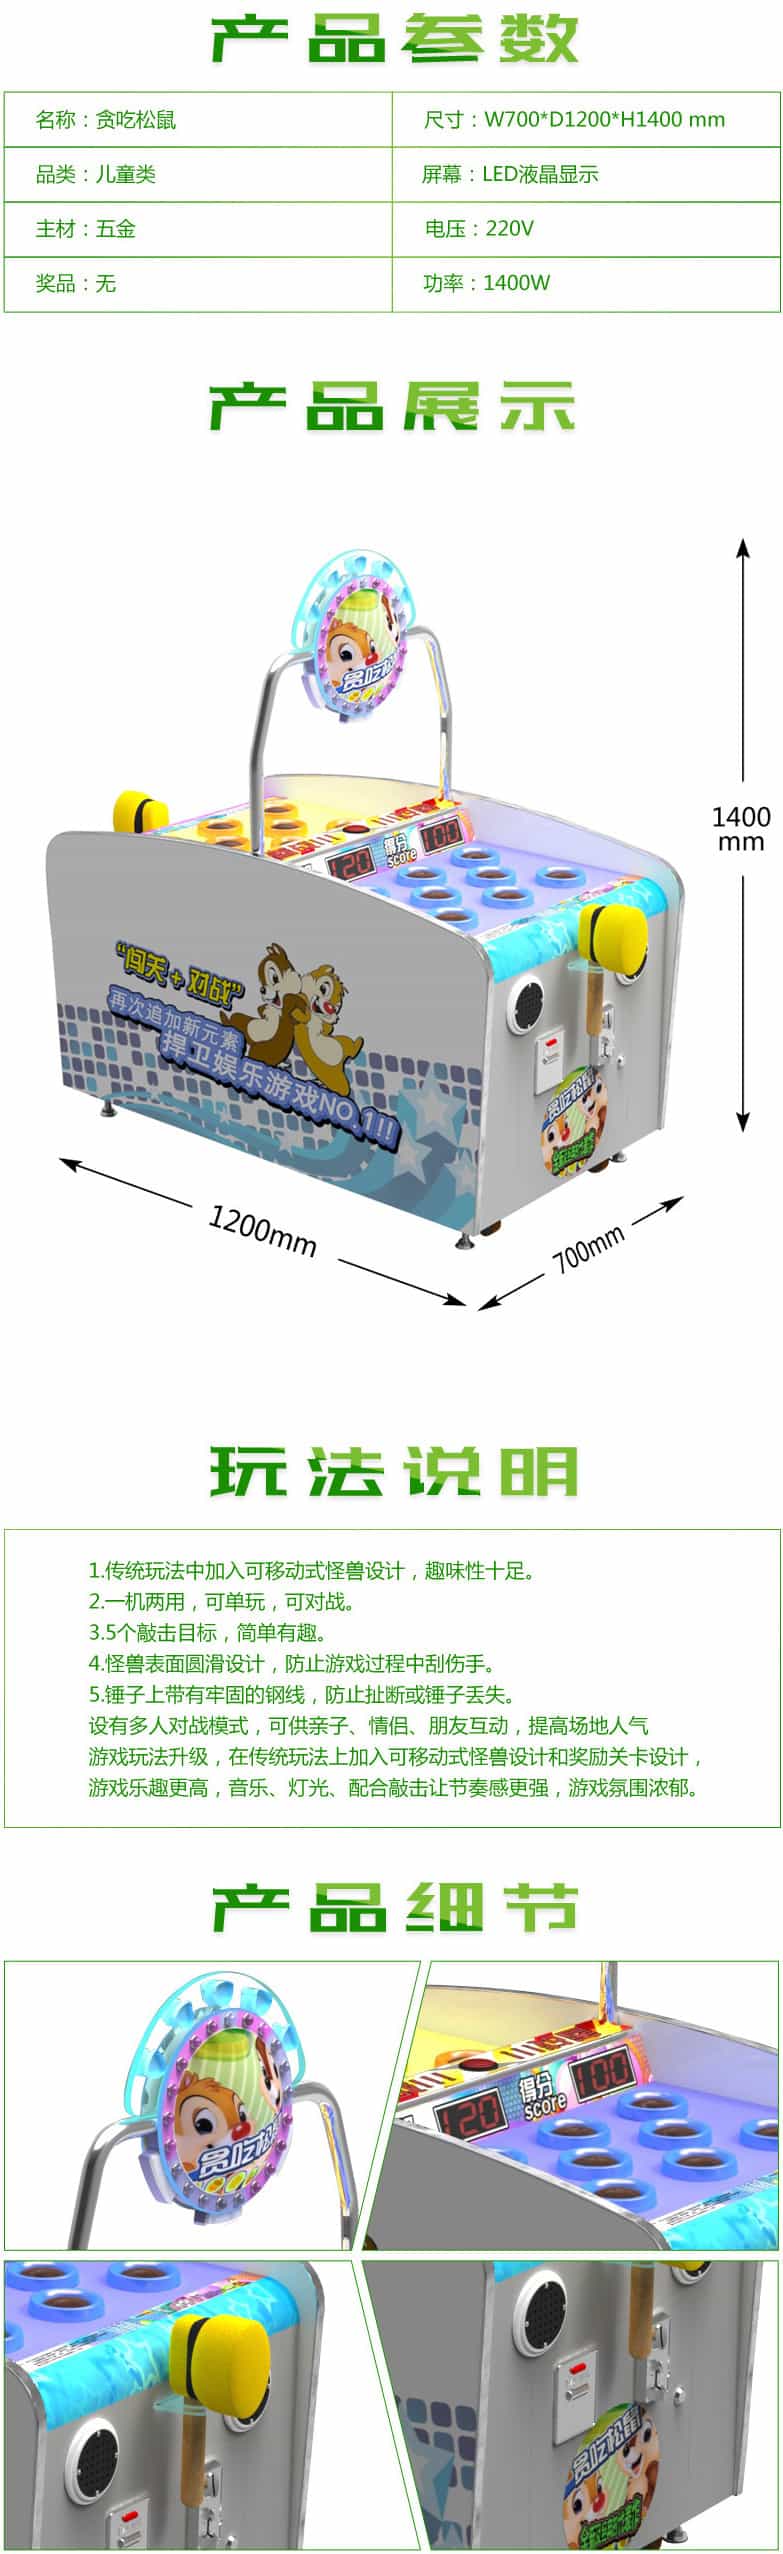 产品参数
名称：贪吃松鼠
尺寸：W700*D1200*H1400 mm
品类：儿童类
屏幕：LED液晶显示
主材：五金
电压：220V
奖品：无
功率：1400W
产品展示
贪吃松
120
得分
score
100
1400
mm
“闯关+对战”
再次追加新元素
捍卫娱乐游戏NO.1!!
贪吃松鼠
1200mm
700mm
玩法说明
1.传统玩法中加入可移动式怪兽设计，趣味性十足。
2.一机两用，可单玩，可对战。
3.5个敲击目标，简单有趣。
4.怪兽表面圆滑设计，防止游戏过程中刮伤手。
5.锤子上带有牢固的钢线，防止扯断或锤子丢失。
设有多人对战模式，可供亲子、情侣、朋友互动，提高场地人气
游戏玩法升级，在传统玩法上加入可移动式怪兽设计和奖励关卡设计，
游戏乐趣更高，音乐、灯光、配合敲击让节奏感更强，游戏氛围浓郁。
产品细节
贪吃松
20
得分
score
100
贪吃松鼠